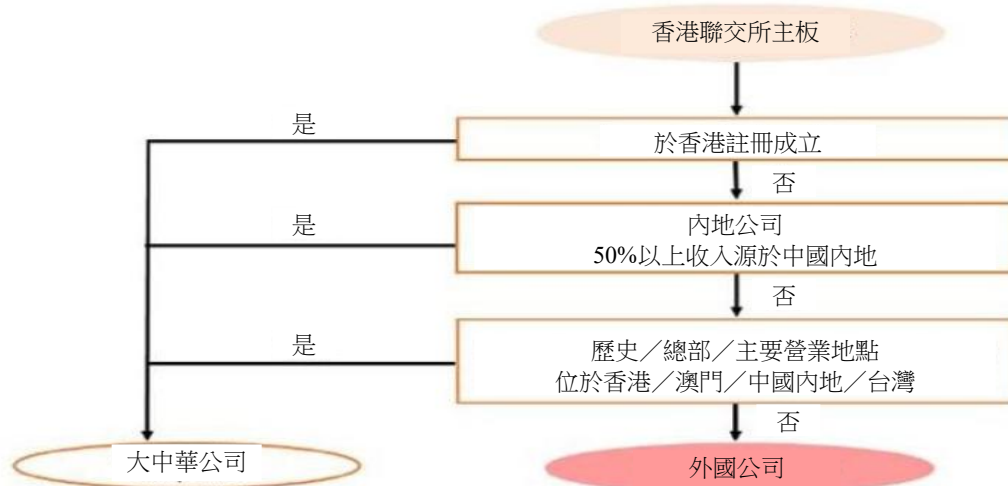 香港聯交所主板
是
於香港註冊成立
否
是
內地公司
50%以上收入源於中國內地
否
是
歷史／總部／主要營業地點
位於香港／澳門／中國內地／台灣
否
大中華公司
外國公司